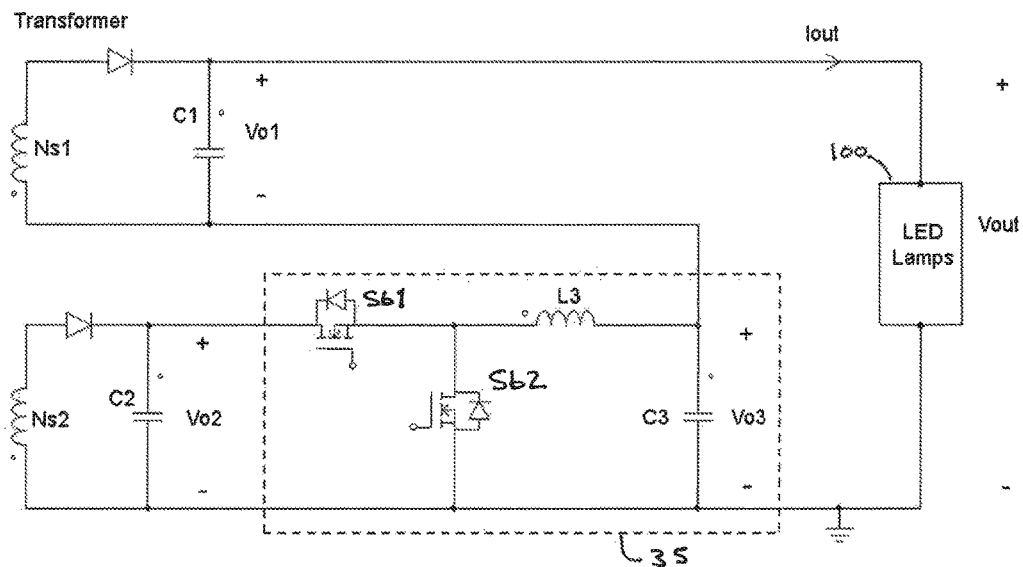 Transformer
Iout
+
+
C1
Vo1
Ns1
100
-
LED
Lamps
Vout
Sb1
L3
+
+
Sb2
Ns2
C2
Vo2
C3
Vo3
-
-
-
35